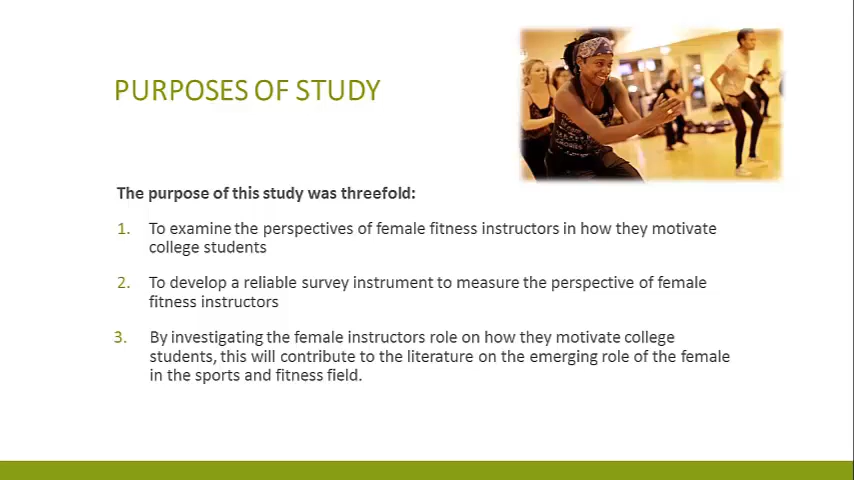 PURPOSES OF STUDY
The purpose of this study was threefold:
1. To examine the perspectives of female fitness instructors in how they motivate
college students
2. To develop a reliable survey instrument to measure the perspective of female
fitness instructors
3. By investigating the female instructors role on how they motivate college
students, this will contribute to the literature on the emerging role of the female
in the sports and fitness field.